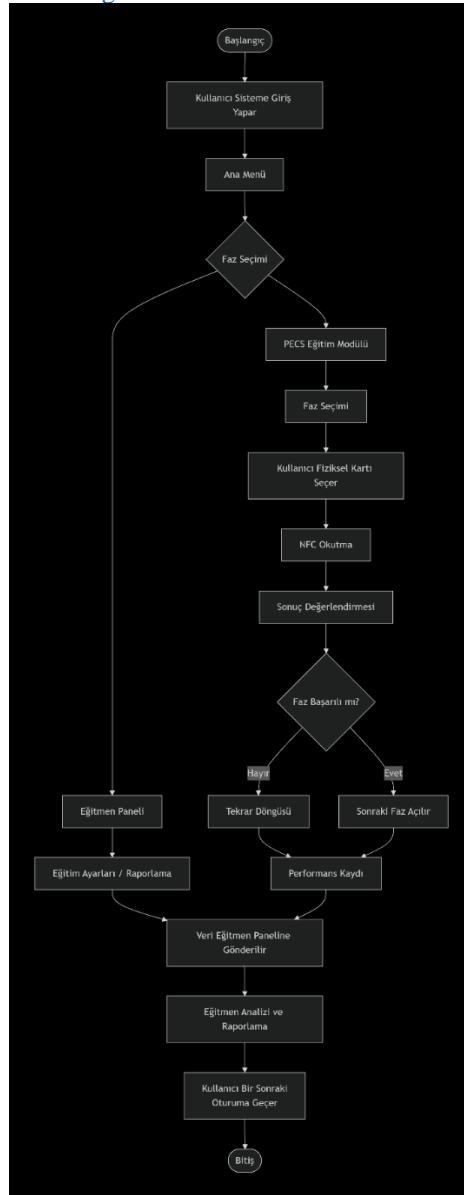 Başlangıç
Kullanıcı Sisteme Giriş
Yapar
Ana Menü
Faz Seçimi
PECS Eğitim Modülü
Faz Seçimi
Kullanıcı Fiziksel Kartı
Seçer
NFC Okutma
Sonuç Değerlendirmesi
Faz Başarılı mı?
Hayır
Evet
Eğitmen Paneli
Tekrar Döngüsü
Sonraki Faz Açılır
Eğitim Ayarları / Raporlama
Performans Kaydı
Veri Eğitmen Paneline
Gönderilir
Eğitmen Analizi ve
Raporlama
Kullanıcı Bir Sonraki
Oturuma Geçer
Bitiş